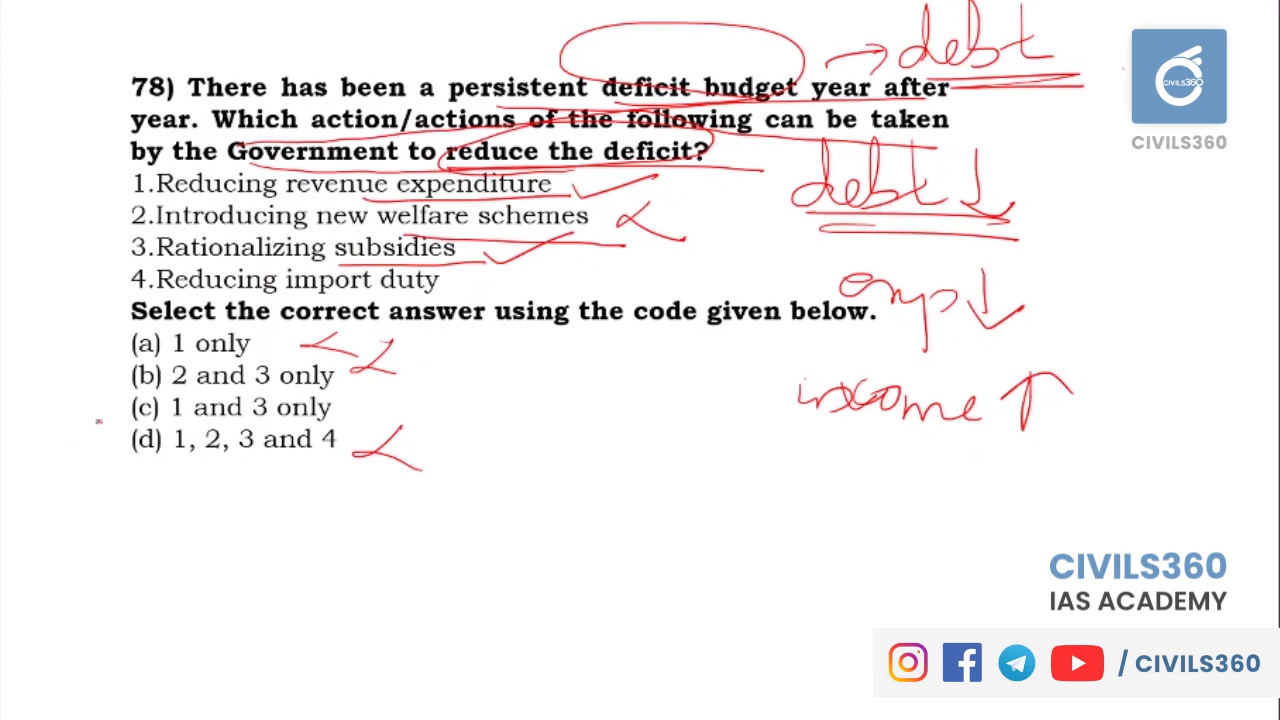 → debt
78) There has been a persistent deficit budget year after
year. Which action/actions of the following can be taken
by the Government to reduce the deficit?
1.Reducing revenue expenditure
2.Introducing new welfare schemes
3.Rationalizing subsidies
4.Reducing import duty
Select the correct answer using the code given below.
(a) 1 only
(b) 2 and 3 only
(c) 1 and 3 only
(d) 1, 2, 3 and 4
debt ↓
exp ↓
income ↑
CIVILS360
CIVILS360
CIVILS360
IAS ACADEMY
/ CIVILS360